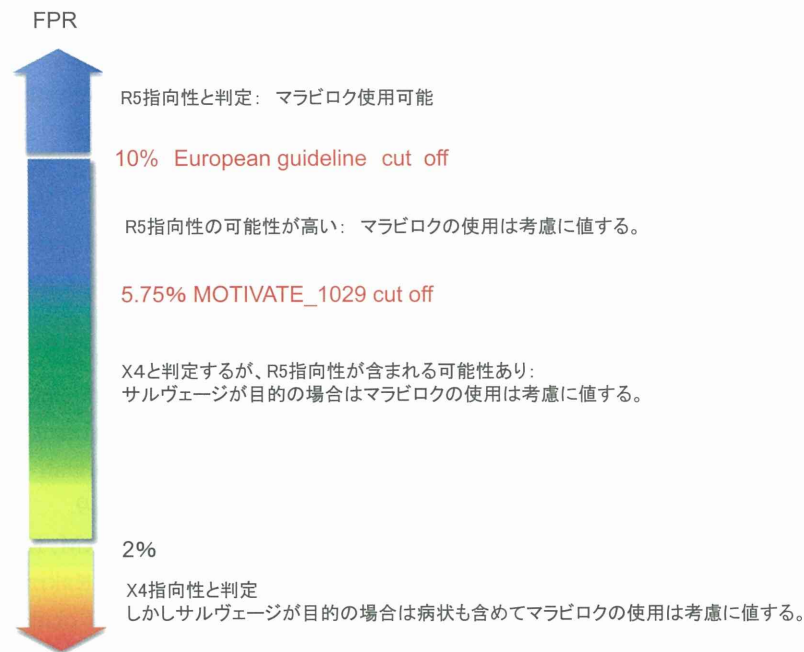 FPR
R5指向性と判定： マラビロク使用可能
10% European guideline cut off
R5指向性の可能性が高い： マラビロクの使用は考慮に値する。
5.75% MOTIVATE_1029 cut off
X4と判定するが、R5指向性が含まれる可能性あり：
サルヴェージが目的の場合はマラビロクの使用は考慮に値する。
2%
X4指向性と判定
しかしサルヴェージが目的の場合は病状も含めてマラビロクの使用は考慮に値する。